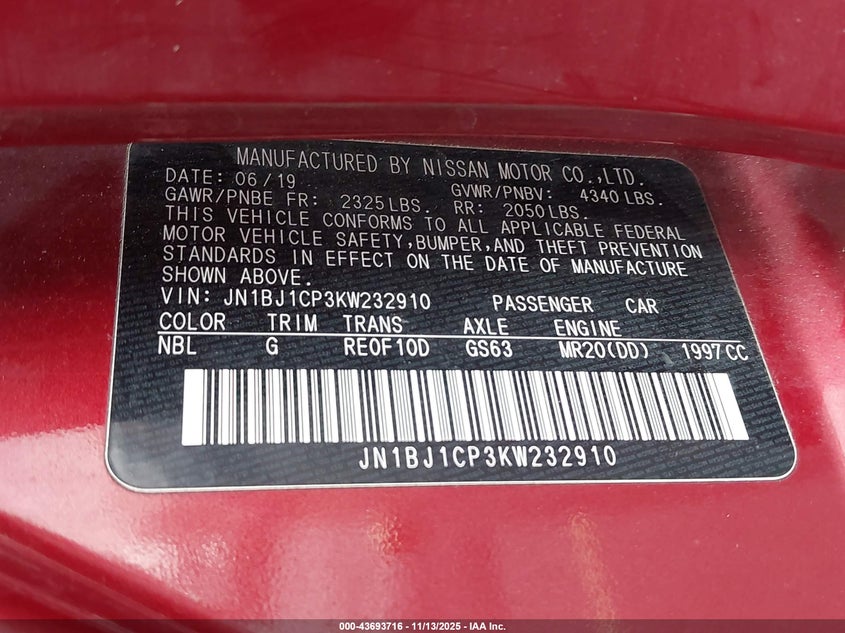 MANUFACTURED BY NISSAN MOTOR CO.,LTD.
DATE: 06/19 GVWR/PNBV: 4340 LBS.
GAWR/PNBE FR: 2325 LBS. RR: 2050 LBS.
THIS VEHICLE CONFORMS TO ALL APPLICABLE FEDERAL
MOTOR VEHICLE SAFETY, BUMPER, AND THEFT PREVENTION
STANDARDS IN EFFECT ON THE DATE OF MANUFACTURE
SHOWN ABOVE.
VIN: JN1BJ1CP3KW232910 PASSENGER CAR
COLOR TRIM TRANS AXLE ENGINE
NBL G RE0F10D GS63 MR20(DD) 1997CC
JN1BJ1CP3KW232910
000-43693716 - 11/13/2025 - IAA Inc.